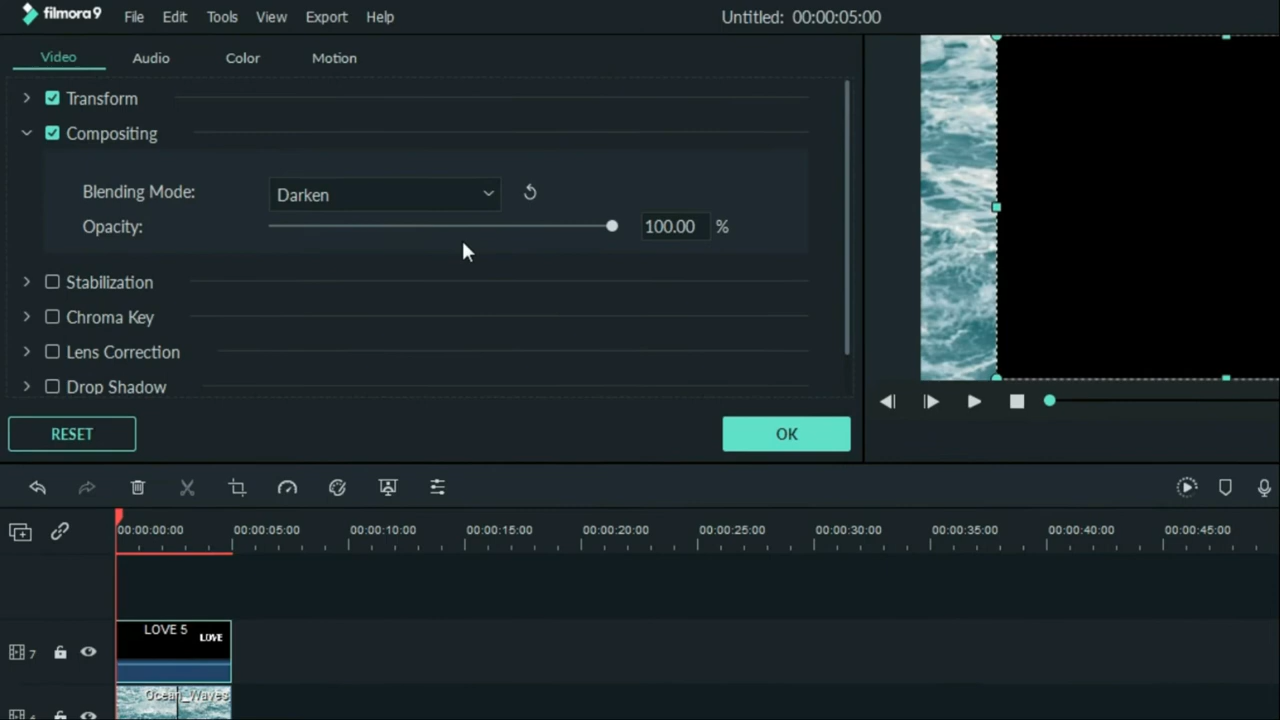 filmora9 File Edit Tools View Export Help Untitled: 00:00:05:00
Video Audio Color Motion
Transform
Compositing
Blending Mode: Darken
Opacity: 100.00 %
Stabilization
Chroma Key
Lens Correction
Drop Shadow
RESET OK
00:00:00:00 00:00:05:00 00:00:10:00 00:00:15:00 00:00:20:00 00:00:25:00 00:00:30:00 00:00:35:00 00:00:40:00 00:00:45:00
LOVE 5
LOVE
7
Ocean_Waves